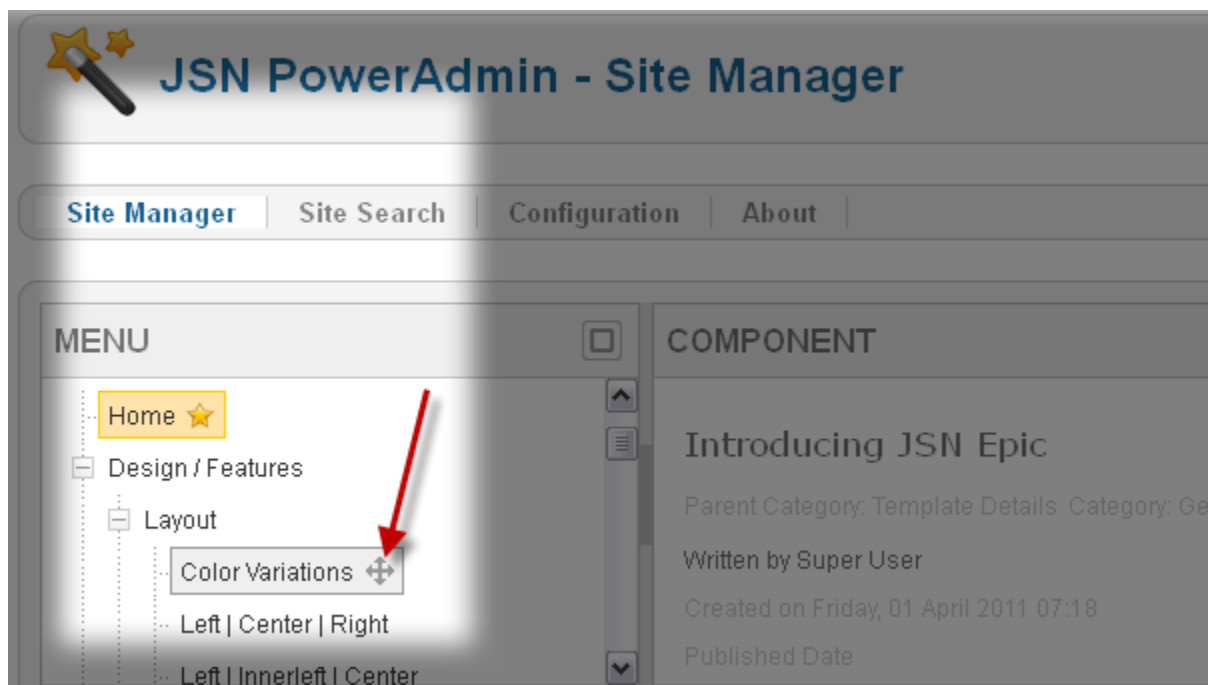 JSN PowerAdmin - Site Manager
Site Manager Site Search Configuration About
MENU
Home
Design / Features
Layout
Color Variations
Left | Center | Right
Left | Innerleft | Center
COMPONENT
Introducing JSN Epic
Parent Category: Template Details Category: Ge
Written by Super User
Created on Friday, 01 April 2011 07:18
Published Date